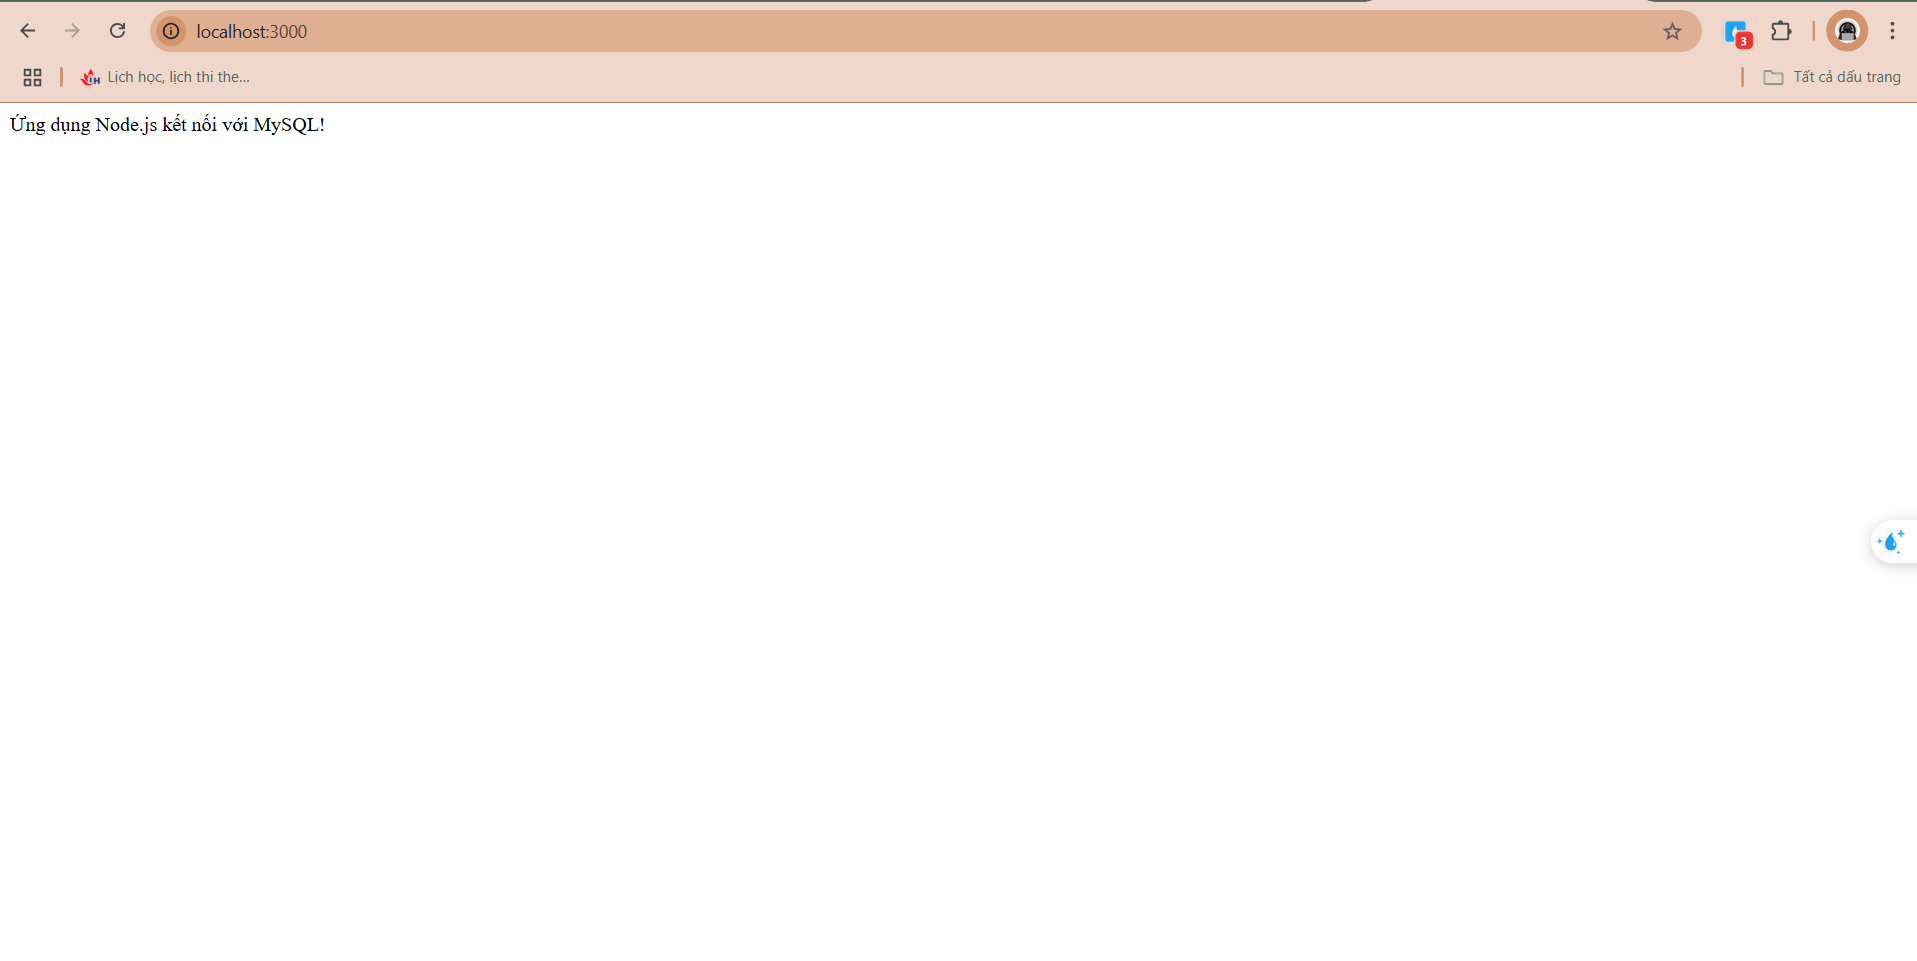 localhost:3000
3
Lịch học, lịch thi the...
Tất cả dấu trang
Ứng dụng Node.js kết nối với MySQL!